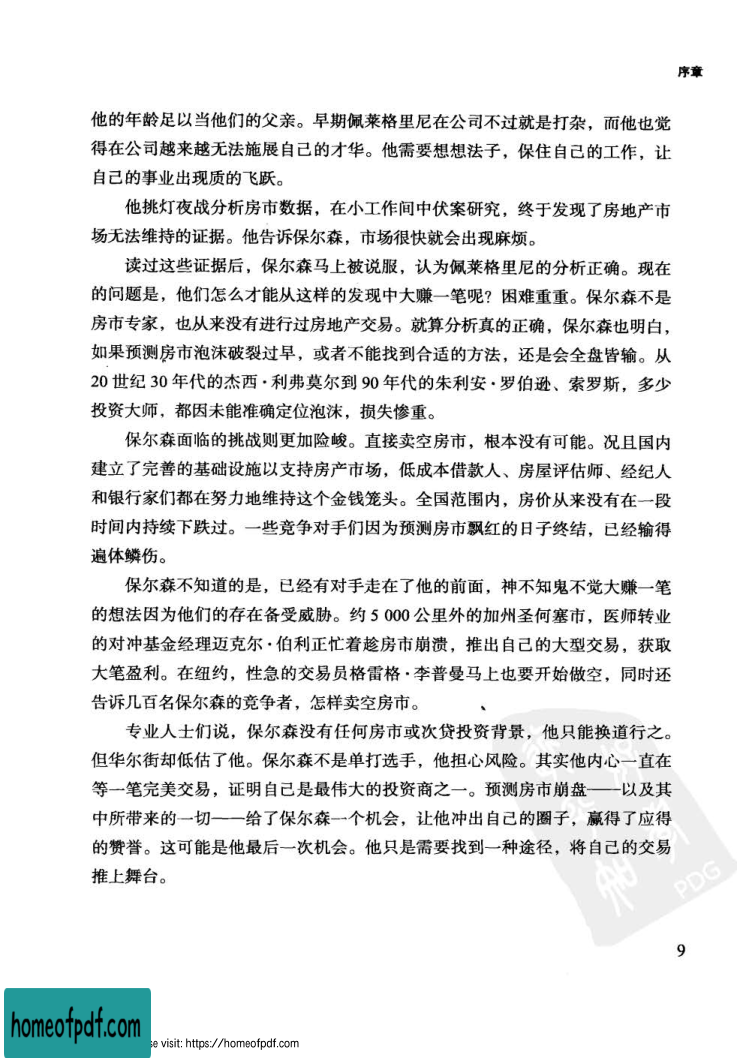 序章
他的年龄足以当他们的父亲。早期佩莱格里尼在公司不过就是打杂，而他也觉
得在公司越来越无法施展自己的才华。他需要想想法子，保住自己的工作，让
自己的事业出现质的飞跃。
他挑灯夜战分析房市数据，在小工作间中伏案研究，终于发现了房地产市
场无法维持的证据。他告诉保尔森，市场很快就会出现麻烦。
读过这些证据后，保尔森马上被说服，认为佩莱格里尼的分析正确。现在
的问题是，他们怎么才能从这样的发现中大赚一笔呢？困难重重。保尔森不是
房市专家，也从来没有进行过房地产交易。就算分析真的正确，保尔森也明白，
如果预测房市泡沫破裂过早，或者不能找到合适的方法，还是会全盘皆输。从
20 世纪 30 年代的杰西·利弗莫尔到 90 年代的朱利安·罗伯逊、索罗斯，多少
投资大师，都因未能准确定位泡沫，损失惨重。
保尔森面临的挑战则更加险峻。直接卖空房市，根本没有可能。况且国内
建立了完善的基础设施以支持房产市场，低成本借款人、房屋评估师、经纪人
和银行家们都在努力地维持这个金钱笼头。全国范围内，房价从来没有在一段
时间内持续下跌过。一些竞争对手们因为预测房市飘红的日子终结，已经输得
遍体鳞伤。
保尔森不知道的是，已经有对手走在了他的前面，神不知鬼不觉大赚一笔
的想法因为他们的存在备受威胁。约 5 000 公里外的加州圣何塞市，医师转业
的对冲基金经理迈克尔·伯利正忙着趁房市崩溃，推出自己的大型交易，获取
大笔盈利。在纽约，性急的交易员格雷格·李普曼马上也要开始做空，同时还
告诉几百名保尔森的竞争者，怎样卖空房市。
专业人士们说，保尔森没有任何房市或次贷投资背景，他只能换道行之。
但华尔街却低估了他。保尔森不是单打选手，他担心风险。其实他内心一直在
等一笔完美交易，证明自己是最伟大的投资商之一。预测房市崩盘——以及其
中所带来的一切——给了保尔森一个机会，让他冲出自己的圈子，赢得了应得
的赞誉。这可能是他最后一次机会。他只是需要找到一种途径，将自己的交易
推上舞台。
PDG
9
homeofpdf.com
se visit: https://homeofpdf.com